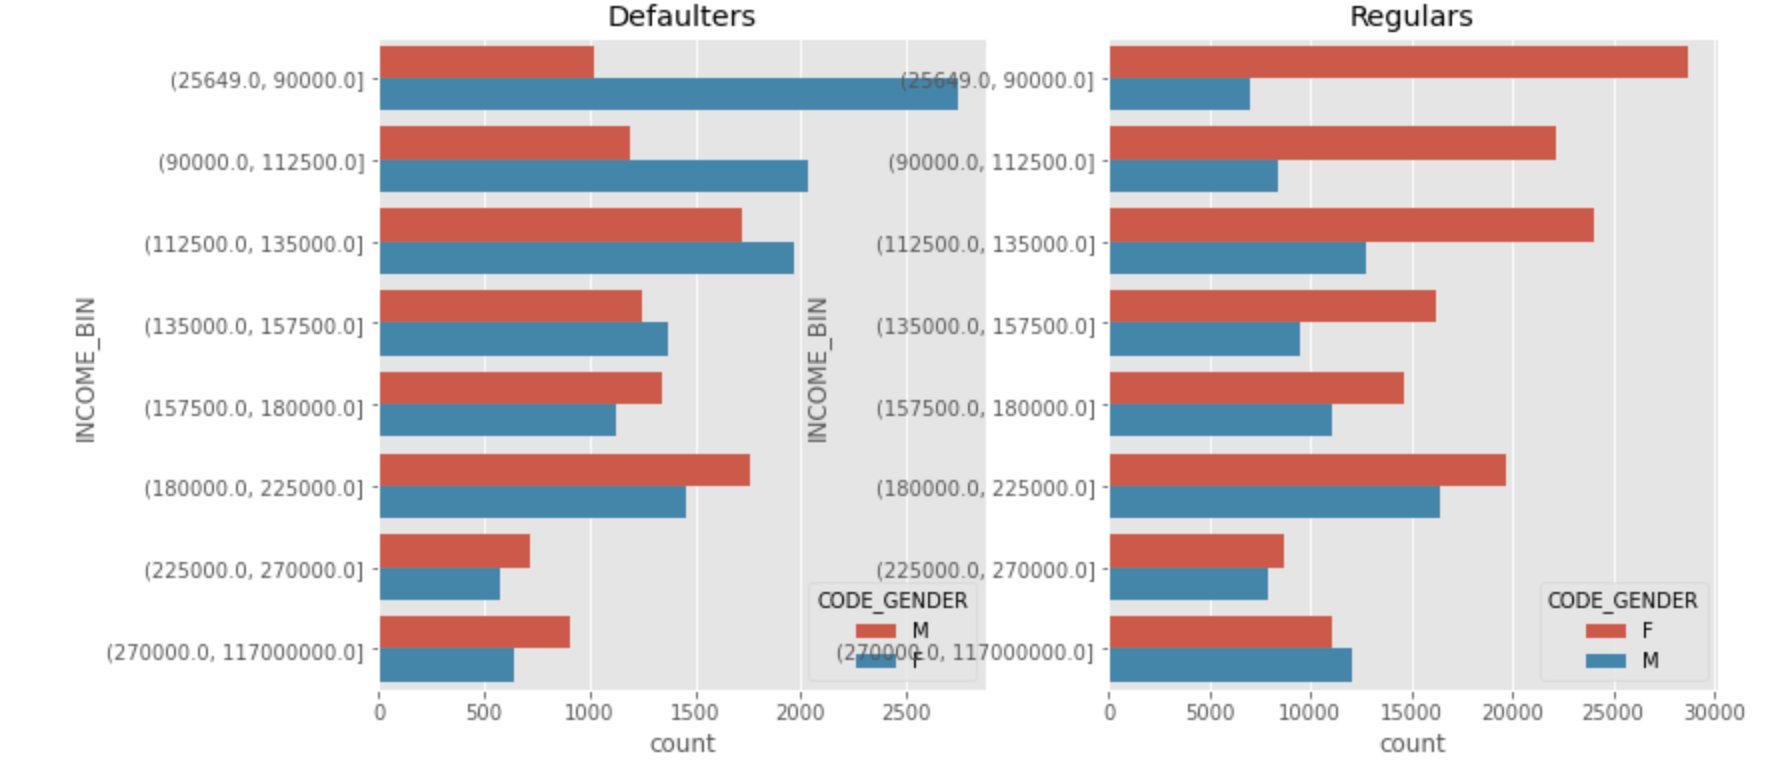 Defaulters
INCOME_BIN
(25649.0, 90000.0]
(90000.0, 112500.0]
(112500.0, 135000.0]
(135000.0, 157500.0]
(157500.0, 180000.0]
(180000.0, 225000.0]
(225000.0, 270000.0]
(270000.0, 117000000.0]
CODE_GENDER
M
F
0 500 1000 1500 2000 2500
count
Regulars
INCOME_BIN
(25649.0, 90000.0]
(90000.0, 112500.0]
(112500.0, 135000.0]
(135000.0, 157500.0]
(157500.0, 180000.0]
(180000.0, 225000.0]
(225000.0, 270000.0]
(270000.0, 117000000.0]
CODE_GENDER
F
M
0 5000 10000 15000 20000 25000 30000
count